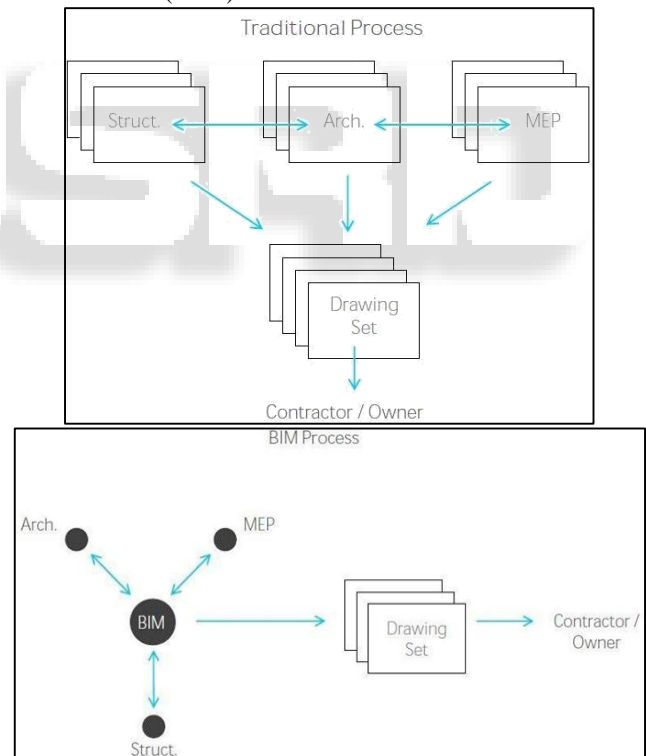 Traditional Process
Struct.
Arch.
MEP
Drawing
Set
Contractor / Owner
BIM Process
Arch.
MEP
BIM
Drawing
Set
Contractor /
Owner
Struct.